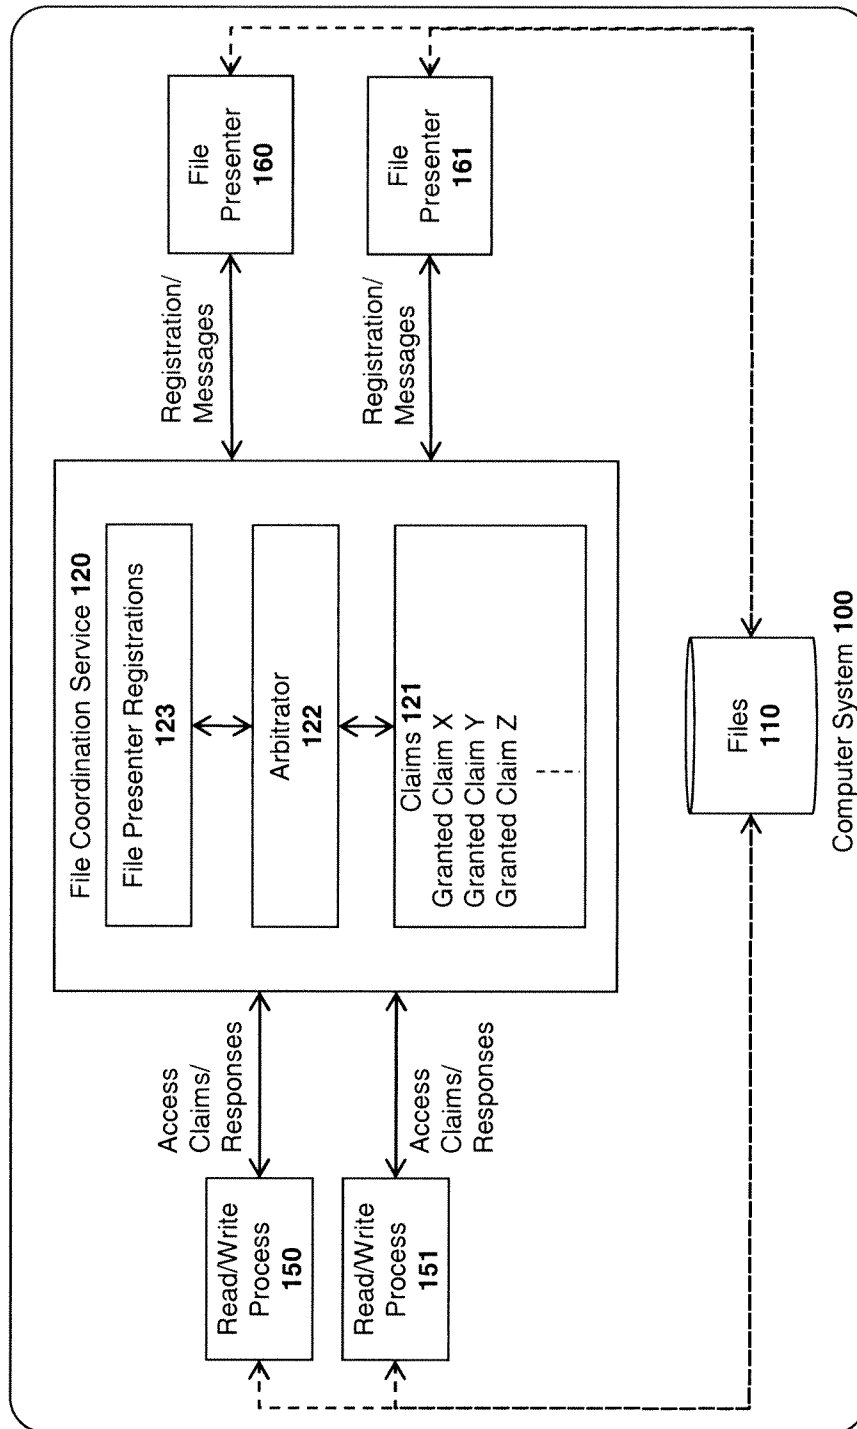 File Coordination Service 120
File Presenter Registrations
123
Arbitrator
122
Claims 121
Granted Claim X
Granted Claim Y
Granted Claim Z
Read/Write
Process
150
Access
Claims/
Responses
Read/Write
Process
151
Access
Claims/
Responses
Registration/
Messages
File
Presenter
160
Registration/
Messages
File
Presenter
161
Files
110
Computer System 100